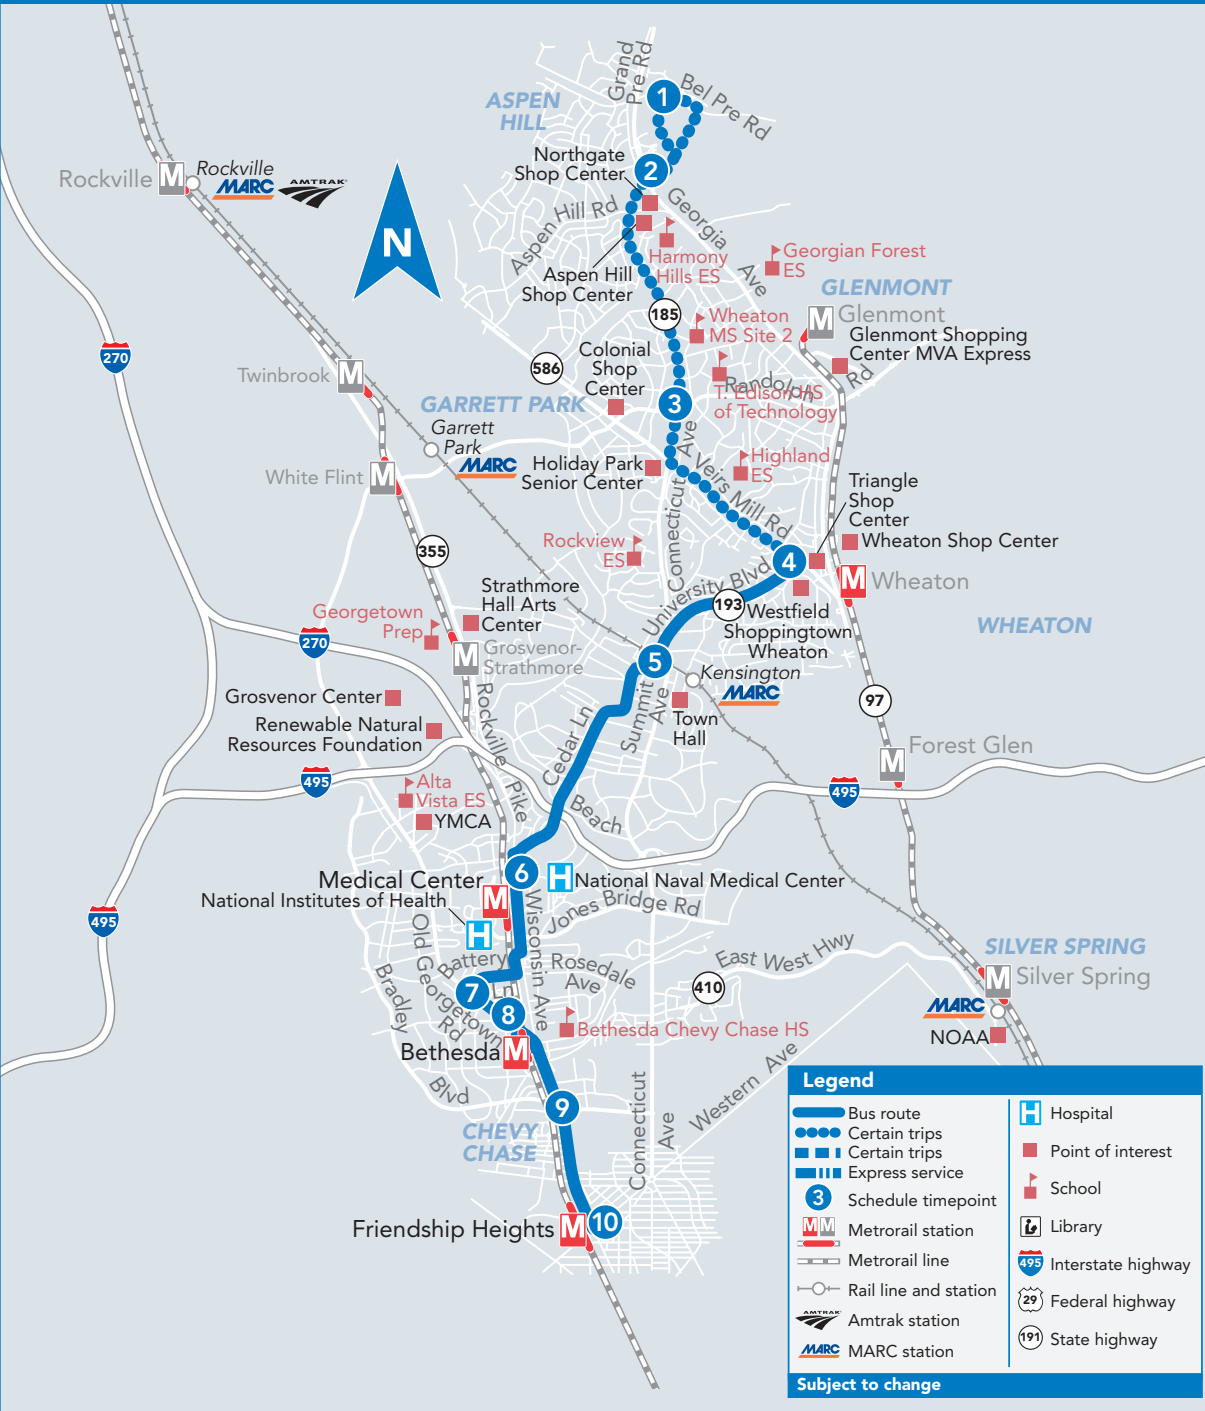 Grand
Pre Rd
Bel Pre Rd
1
ASPEN
HILL
Northgate
Shop Center
2
Rockville
M
Rockville
MARC
AMTRAK
N
Aspen Hill Rd
Georgia Ave
Harmony
Hills ES
Georgian Forest
ES
Aspen Hill
Shop Center
GLENMONT
M
Glenmont
185
Wheaton
MS Site 2
Glenmont Shopping
Center MVA Express
270
Colonial
Shop
Center
586
Twinbrook
M
Randolph Rd
T. Edison HS
of Technology
3
GARRETT PARK
Garrett
Park
MARC
White Flint
M
Holiday Park
Senior Center
Connecticut Ave
Veirs Mill Rd
Highland
ES
Triangle
Shop
Center
Wheaton Shop Center
355
Rockview
ES
4
M
Wheaton
University Blvd
193
Westfield
Shoppingtown
Wheaton
WHEATON
Strathmore
Hall Arts
Center
Georgetown
Prep
270
M
Grosvenor-
Strathmore
5
Kensington
MARC
Grosvenor Center
Renewable Natural
Resources Foundation
Rockville Pike
Cedar Ln
Summit Ave
Town
Hall
97
Forest Glen
M
495
495
Alta
Vista ES
YMCA
Beach
6
Medical Center
M
H
National Naval Medical Center
National Institutes of Health
H
495
Old Georgetown Rd
Wisconsin Ave
Jones Bridge Rd
Battery Ln
Rosedale
Ave
East West Hwy
410
SILVER SPRING
M
Silver Spring
MARC
NOAA
Bradley Blvd
7
8
Bethesda Chevy Chase HS
Bethesda
M
9
CHEVY
CHASE
Connecticut Ave
Western Ave
Friendship Heights
M
10
Legend
Bus route
Certain trips
Certain trips
Express service
3
Schedule timepoint
MM
Metrorail station
Metrorail line
Rail line and station
AMTRAK
Amtrak station
MARC
MARC station
H
Hospital
Point of interest
School
Library
495
Interstate highway
29
Federal highway
191
State highway
Subject to change